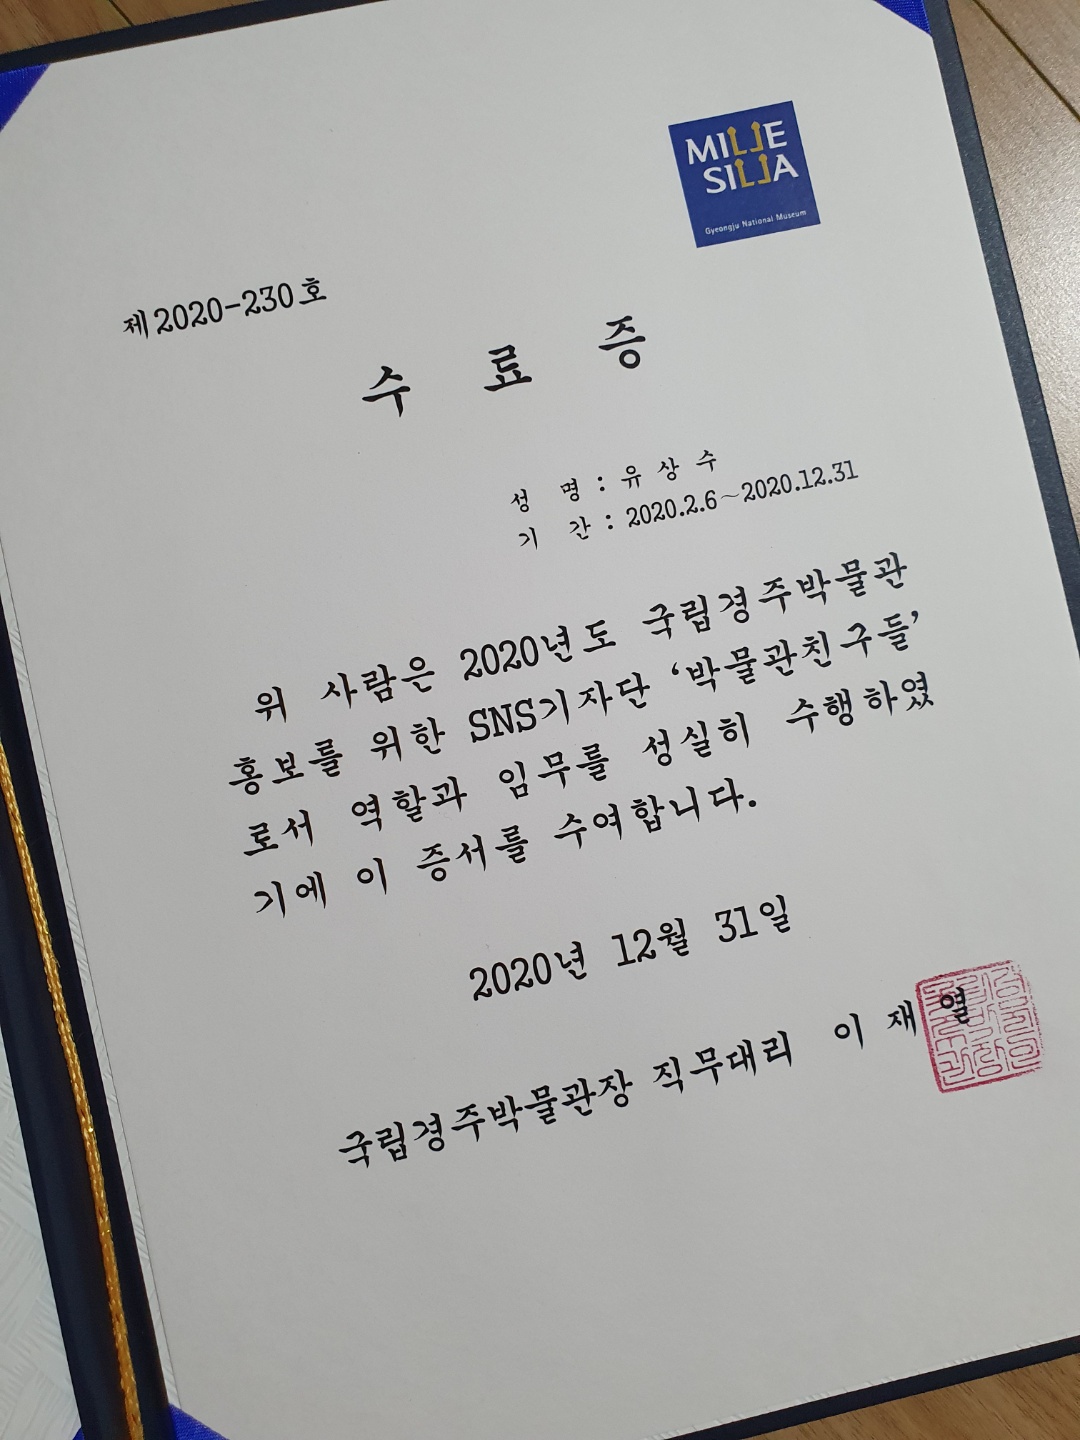 MILLE
SILLA
Gyeongju National Museum
제2020-230호
수 료 증
성 명 : 유 상 수
기 간 : 2020.2.6~2020.12.31
위 사람은 2020년도 국립경주박물관
홍보를 위한 SNS기자단 ‘박물관친구들’
로서 역할과 임무를 성실히 수행하였
기에 이 증서를 수여합니다.
2020년 12월 31일
국립경주박물관장 직무대리 이 재 열